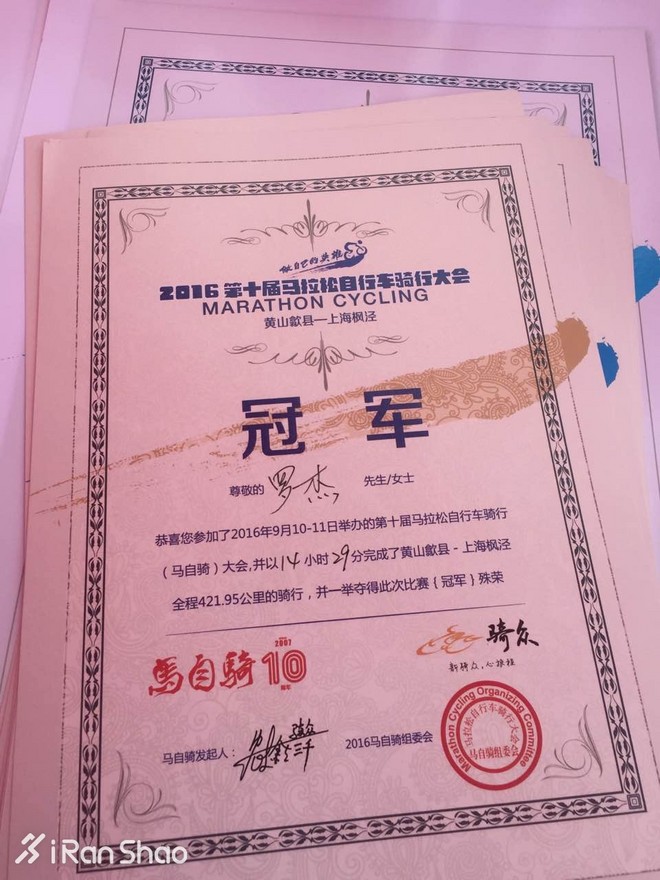 做自己的英雄
2016 第十届马拉松自行车骑行大会
MARATHON CYCLING
黄山歙县—上海枫泾
冠 军
尊敬的 罗杰 先生/女士
恭喜您参加了2016年9月10-11日举办的第十届马拉松自行车骑行
（马自骑）大会,并以14小时29分完成了黄山歙县 - 上海枫泾
全程421.95公里的骑行，并一举夺得此次比赛{冠军}殊荣
馬自骑 2007 10 周年
骑众
新骑众，心旅程
马自骑发起人：
2016马自骑组委会
Marathon Cycling Organizing Committee
马拉松自行车骑行大会
马自骑组委会
iRanShao